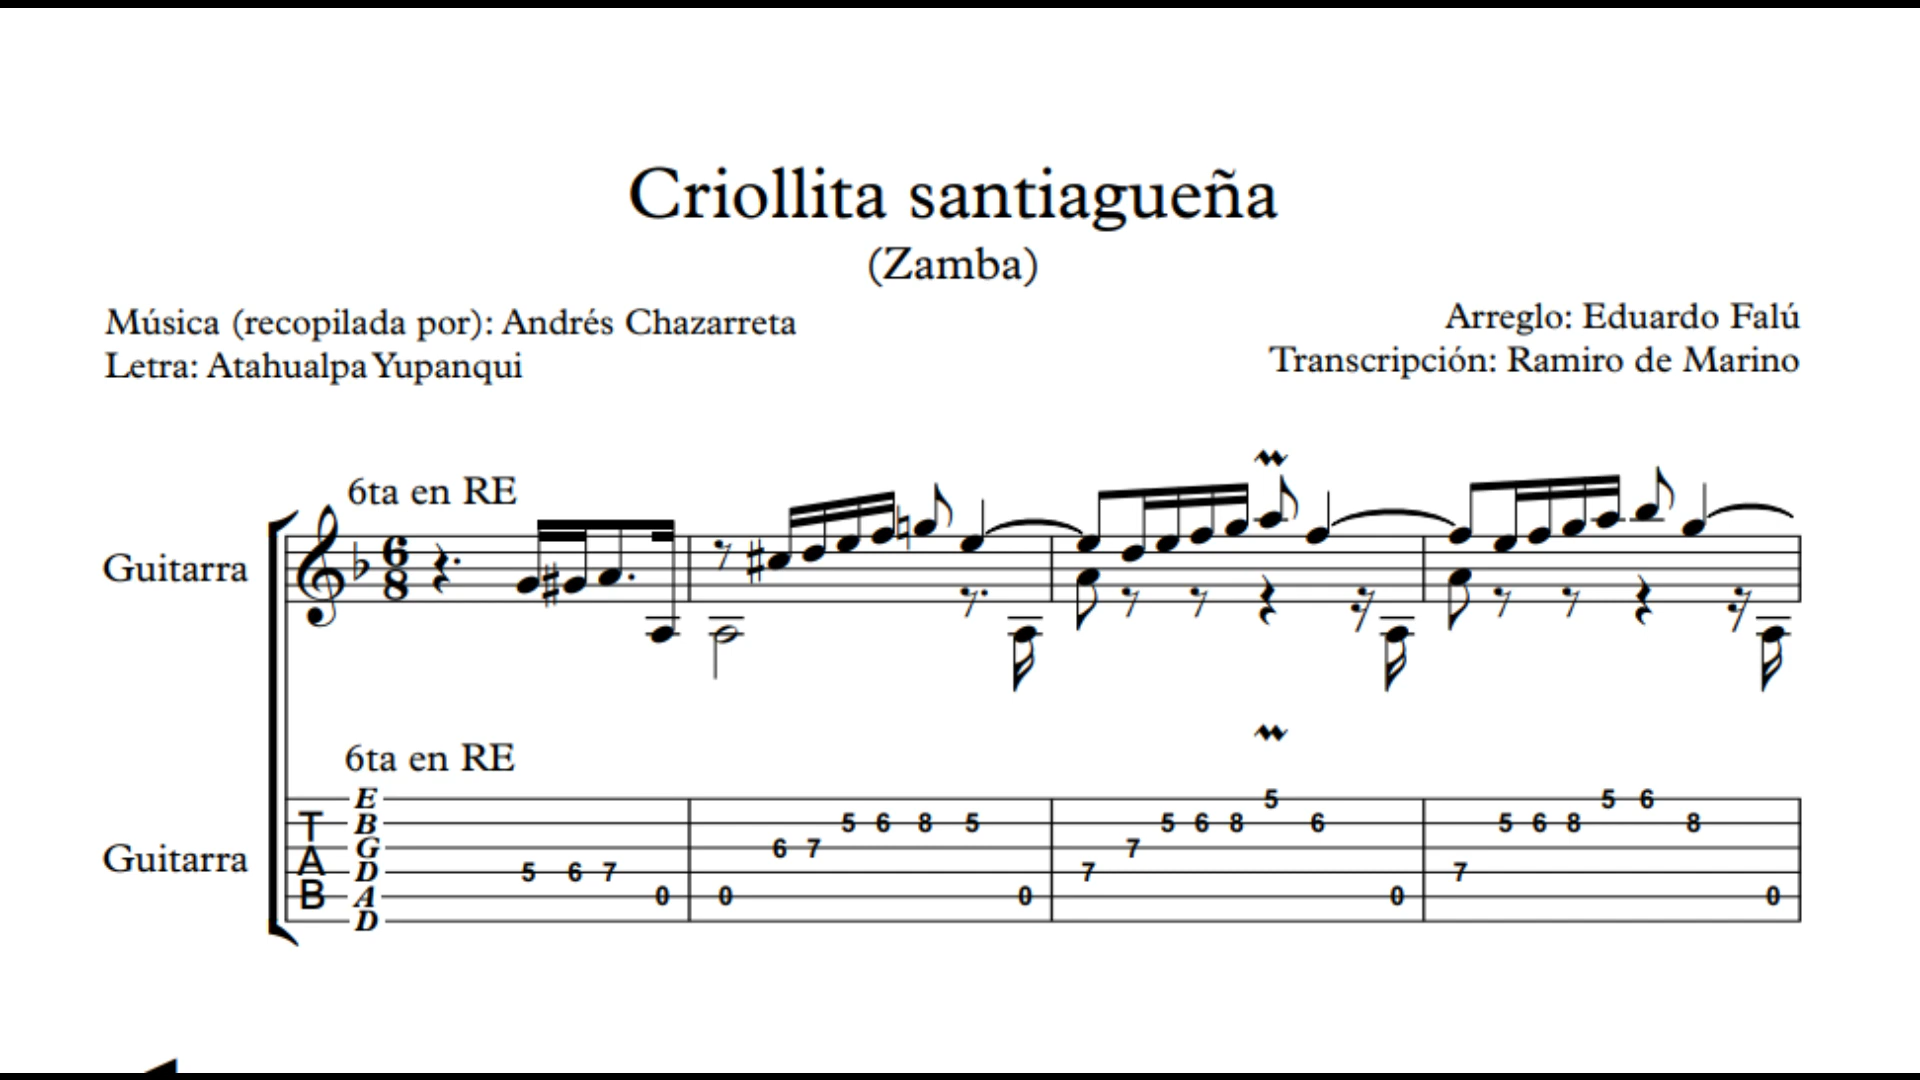 Criollita santiagueña
(Zamba)
Música (recopilada por): Andrés Chazarreta
Arreglo: Eduardo Falú
Letra: Atahualpa Yupanqui
Transcripción: Ramiro de Marino
6ta en RE
6
8
Guitarra
6ta en RE
Guitarra
T
A
B
E 5 5 6
B 5 6 8 5 5 6 8 6 5 6 8 8
G 6 7 7
D 5 6 7 7 7
A 0 0 0 0 0
D